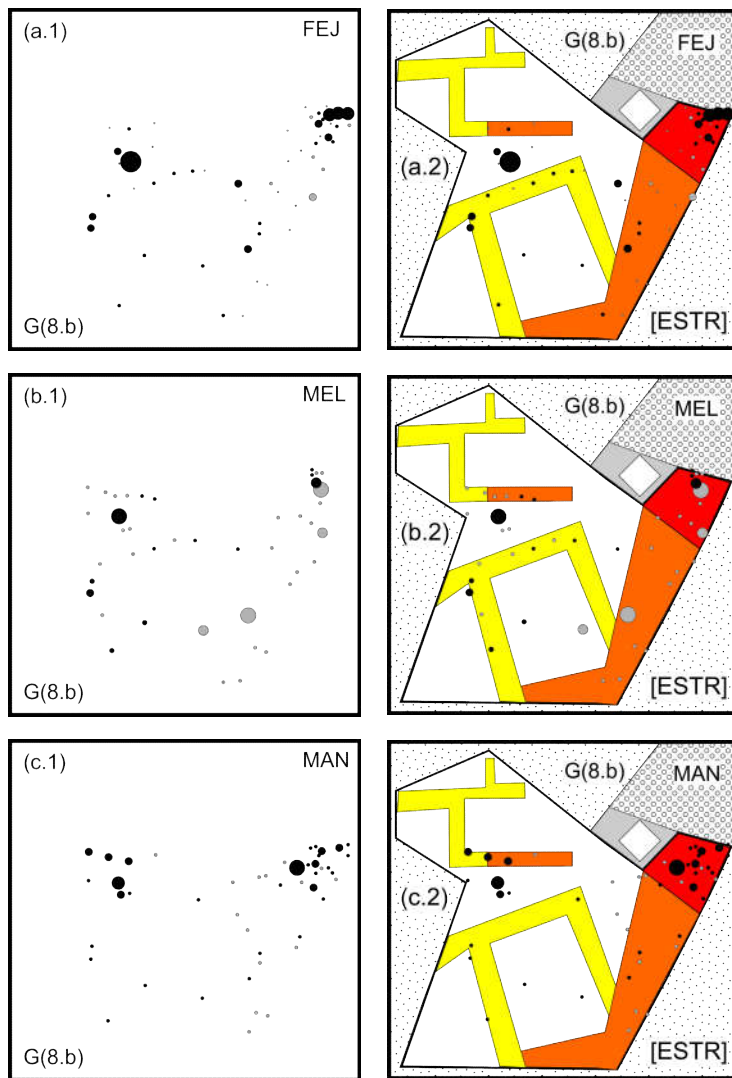 (a.1) FEJ
G(8.b)
G(8.b) FEJ
(a.2)
[ESTR]
(b.1) MEL
G(8.b)
G(8.b) MEL
(b.2)
[ESTR]
(c.1) MAN
G(8.b)
G(8.b) MAN
(c.2)
[ESTR]